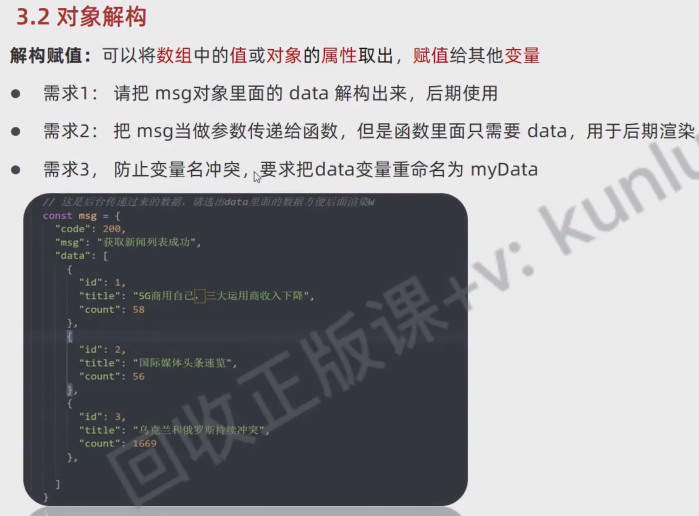 3.2 对象解构
解构赋值：可以将数组中的值或对象的属性取出，赋值给其他变量
● 需求1： 请把 msg对象里面的 data 解构出来，后期使用
● 需求2： 把 msg当做参数传递给函数，但是函数里面只需要 data，用于后期渲染
● 需求3， 防止变量名冲突，要求把data变量重命名为 myData
// 这是后台传递过来的数据，请选出data里面的数据方便后面渲染W
const msg = {
"code": 200,
"msg": "获取新闻列表成功",
"data": [
{
"id": 1,
"title": "5G商用自己，三大运用商收入下降",
"count": 58
},
{
"id": 2,
"title": "国际媒体头条速览",
"count": 56
},
{
"id": 3,
"title": "乌克兰和俄罗斯持续冲突",
"count": 1669
},
]
}
回收正版课+v: kunlu